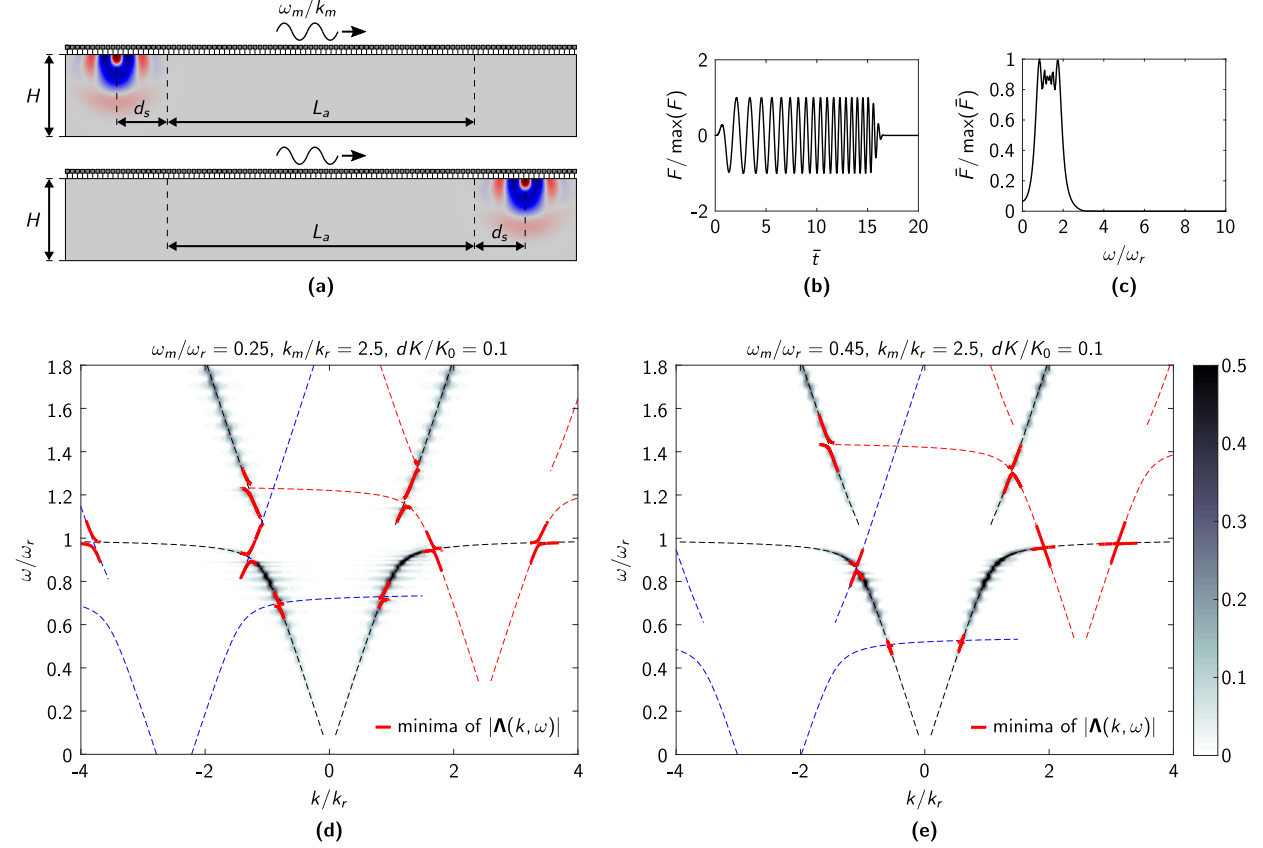 ω_m/k_m
H
d_s
L_a
H
L_a
d_s
(a)
F / max(F)
2
0
-2
0 5 10 15 20
t̄
(b)
F̄ / max(F̄)
1
0.8
0.6
0.4
0.2
0
0 2 4 6 8 10
ω/ω_r
(c)
ω_m/ω_r = 0.25, k_m/k_r = 2.5, dK/K_0 = 0.1
ω/ω_r
1.8
1.6
1.4
1.2
1
0.8
0.6
0.4
0.2
0
minima of |Λ(k, ω)|
-4 -2 0 2 4
k/k_r
(d)
ω_m/ω_r = 0.45, k_m/k_r = 2.5, dK/K_0 = 0.1
ω/ω_r
1.8
1.6
1.4
1.2
1
0.8
0.6
0.4
0.2
0
minima of |Λ(k, ω)|
-4 -2 0 2 4
k/k_r
(e)
0.5
0.4
0.3
0.2
0.1
0